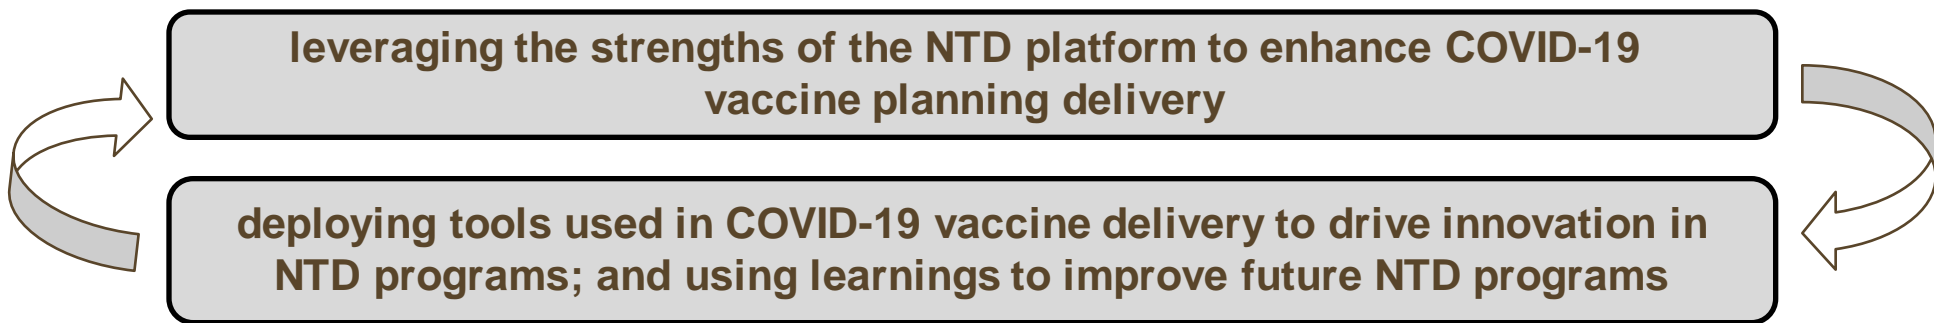 leveraging the strengths of the NTD platform to enhance COVID-19
vaccine planning delivery
deploying tools used in COVID-19 vaccine delivery to drive innovation in
NTD programs; and using learnings to improve future NTD programs